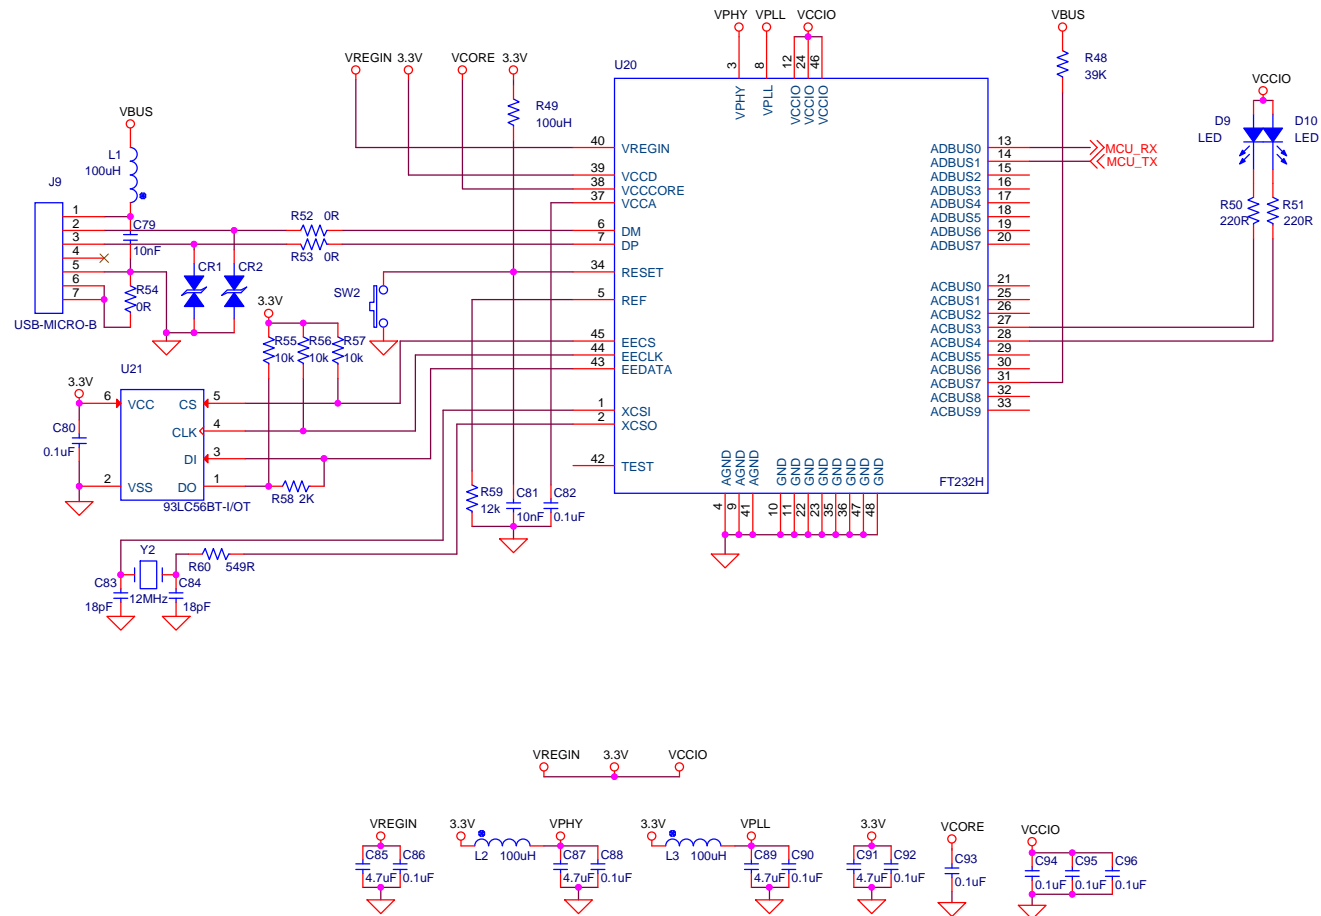 VPHY VPLL VCCIO VBUS
VREGIN 3.3V VCORE 3.3V
U20
12 24 46
3 8
R48
39K
VCCIO
VPHY VPLL VCCIO VCCIO VCCIO
R49
100uH
VBUS
D9 D10
LED LED
L1
100uH
40 VREGIN
ADBUS0 13 MCU_RX
ADBUS1 14 MCU_TX
39 VCCD
ADBUS2 15
38 VCCCORE
ADBUS3 16
37 VCCA
ADBUS4 17
J9
1
2
3
4
5
6
7
USB-MICRO-B
C79
10nF
R52 0R
R53 0R
6 DM
7 DP
ADBUS5 18
ADBUS6 19
ADBUS7 20
R50 R51
220R 220R
CR1 CR2
R54
0R
34 RESET
SW2
5 REF
ACBUS0 21
ACBUS1 25
ACBUS2 26
ACBUS3 27
ACBUS4 28
ACBUS5 29
ACBUS6 30
ACBUS7 31
ACBUS8 32
ACBUS9 33
3.3V
R55 R56 R57
10k 10k 10k
45 EECS
44 EECLK
43 EEDATA
U21
3.3V
6 VCC CS 5
CLK 4
DI 3
2 VSS DO 1
93LC56BT-I/OT
C80
0.1uF
1 XCSI
2 XCSO
42 TEST
R58 2K
AGND AGND AGND GND GND GND GND GND GND GND GND
FT232H
4 9 41 10 11 22 23 35 36 47 48
R59
12k
C81
10nF
C82
0.1uF
Y2
12MHz
R60 549R
C83
18pF
C84
18pF
VREGIN 3.3V VCCIO
VREGIN
C85 C86
4.7uF 0.1uF
3.3V VPHY
L2 100uH
C87 C88
4.7uF 0.1uF
3.3V VPLL
L3 100uH
C89 C90
4.7uF 0.1uF
3.3V
C91 C92
4.7uF 0.1uF
VCORE
C93
0.1uF
VCCIO
C94 C95 C96
0.1uF 0.1uF 0.1uF